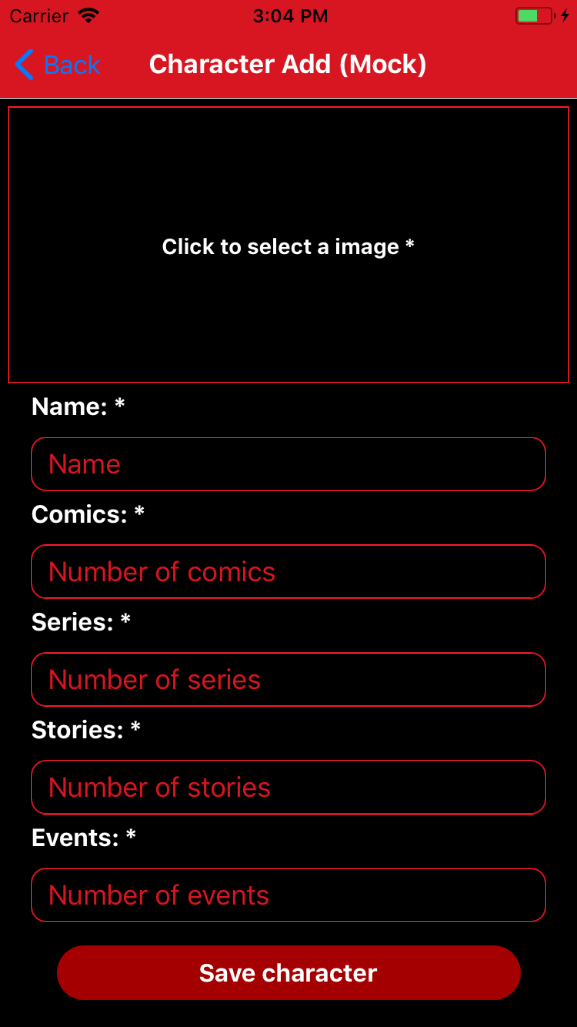 Carrier 3:04 PM
Back Character Add (Mock)
Click to select a image *
Name: *
Name
Comics: *
Number of comics
Series: *
Number of series
Stories: *
Number of stories
Events: *
Number of events
Save character